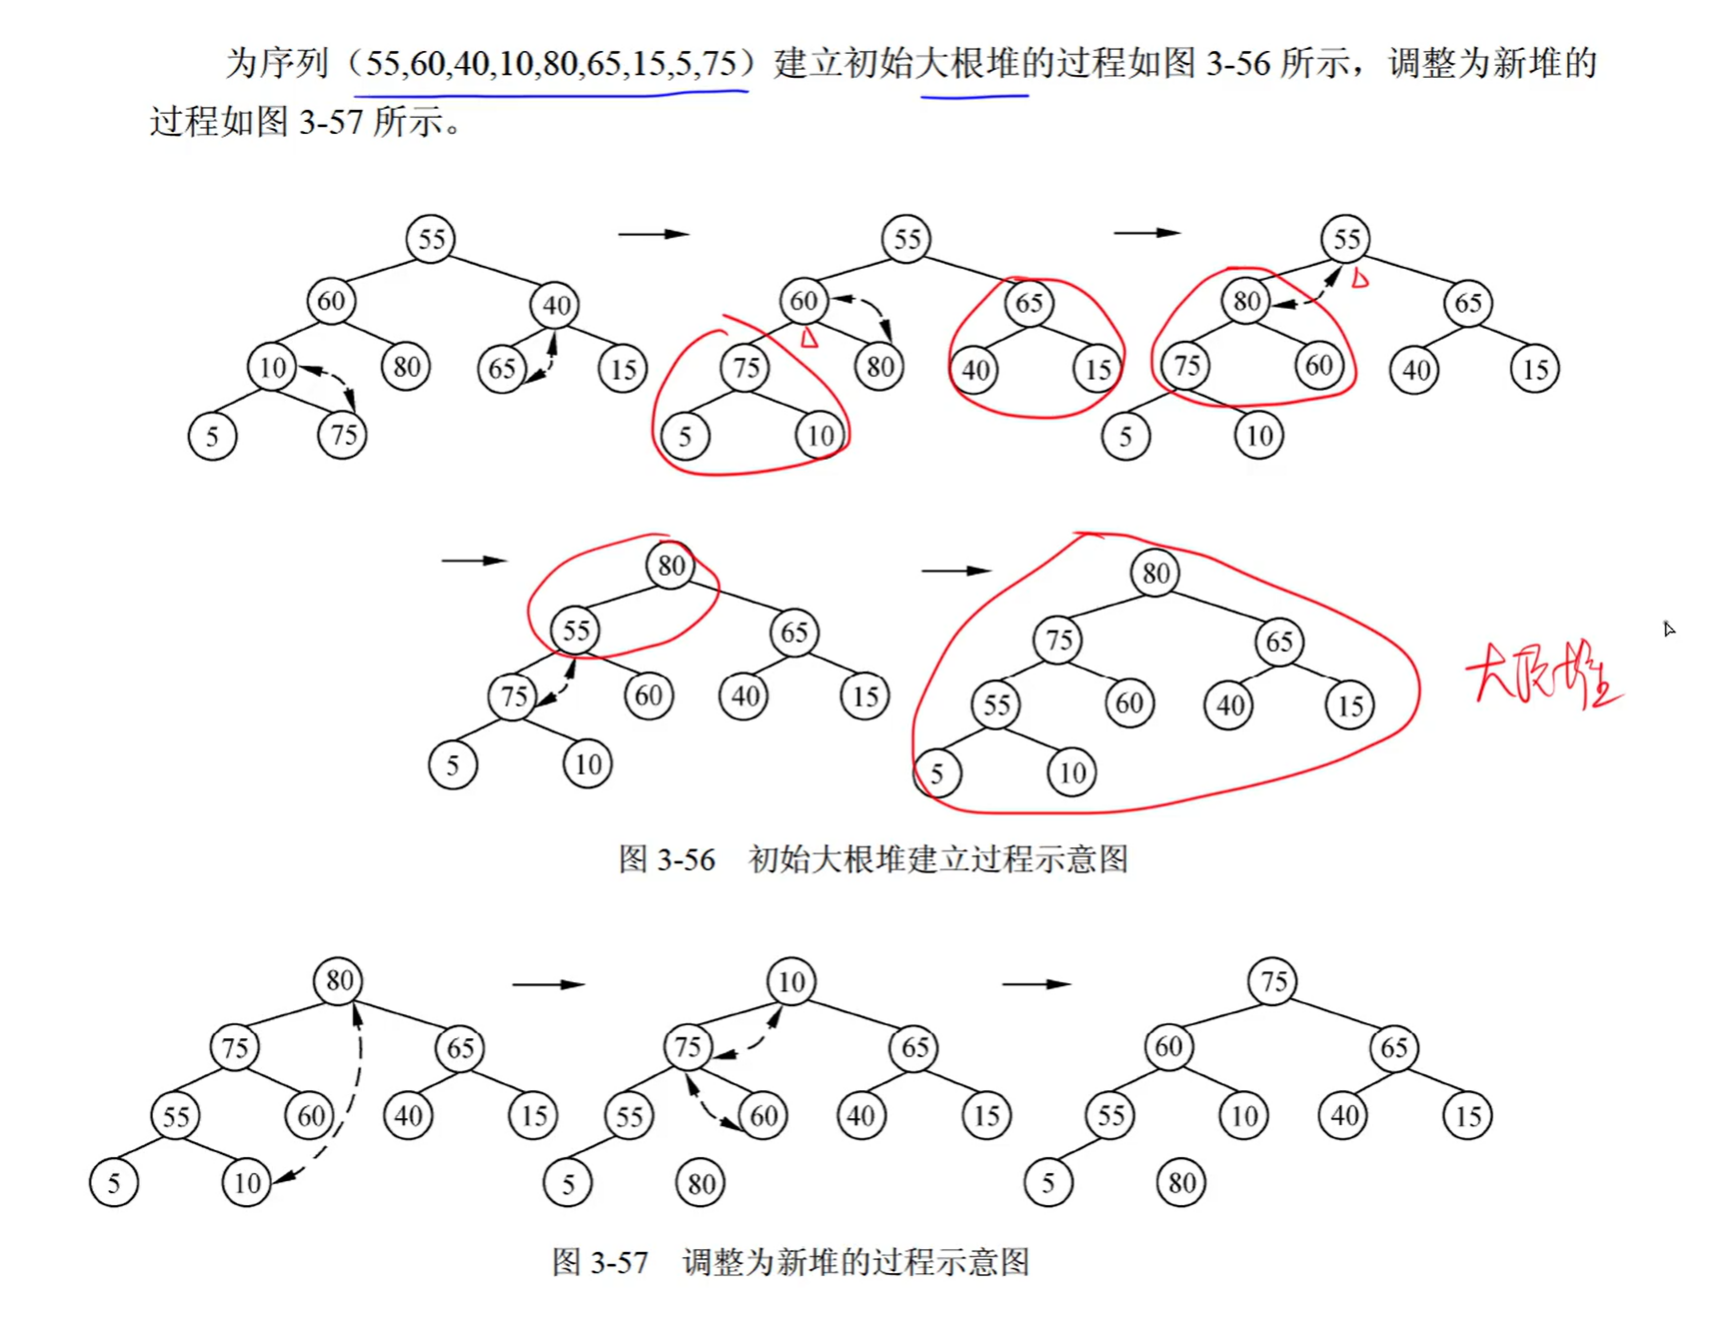 为序列（55,60,40,10,80,65,15,5,75）建立初始大根堆的过程如图 3-56 所示，调整为新堆的
过程如图 3-57 所示。
55 55 55
60 40 60 65 80 65
10 80 65 15 75 80 40 15 75 60 40 15
5 75 5 10 5 10
80 80
55 65 75 65
75 60 40 15 55 60 40 15
5 10 5 10
大根堆
图 3-56 初始大根堆建立过程示意图
80 10 75
75 65 75 65 60 65
55 60 40 15 55 60 40 15 55 10 40 15
5 10 5 80 5 80
图 3-57 调整为新堆的过程示意图